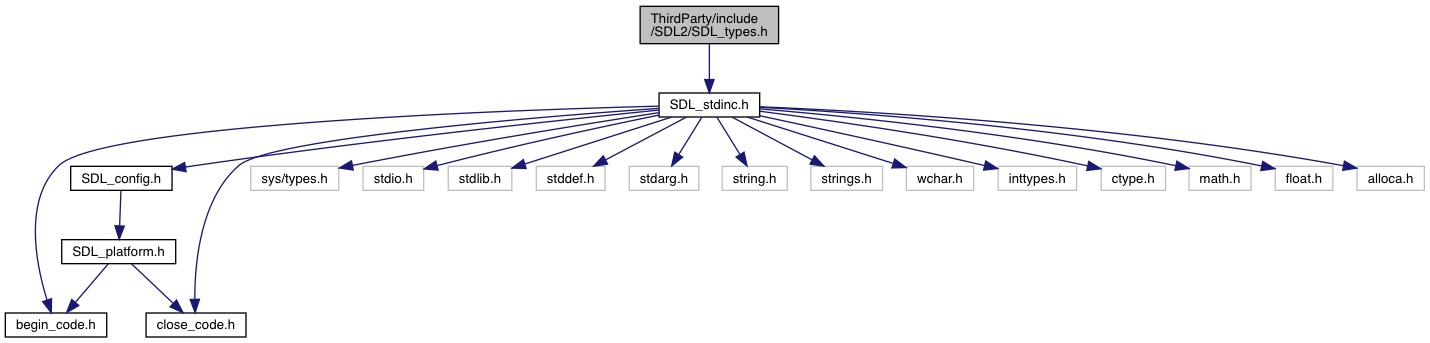 ThirdParty/include
/SDL2/SDL_types.h
SDL_stdinc.h
SDL_config.h
sys/types.h
stdio.h
stdlib.h
stddef.h
stdarg.h
string.h
strings.h
wchar.h
inttypes.h
ctype.h
math.h
float.h
alloca.h
SDL_platform.h
begin_code.h
close_code.h